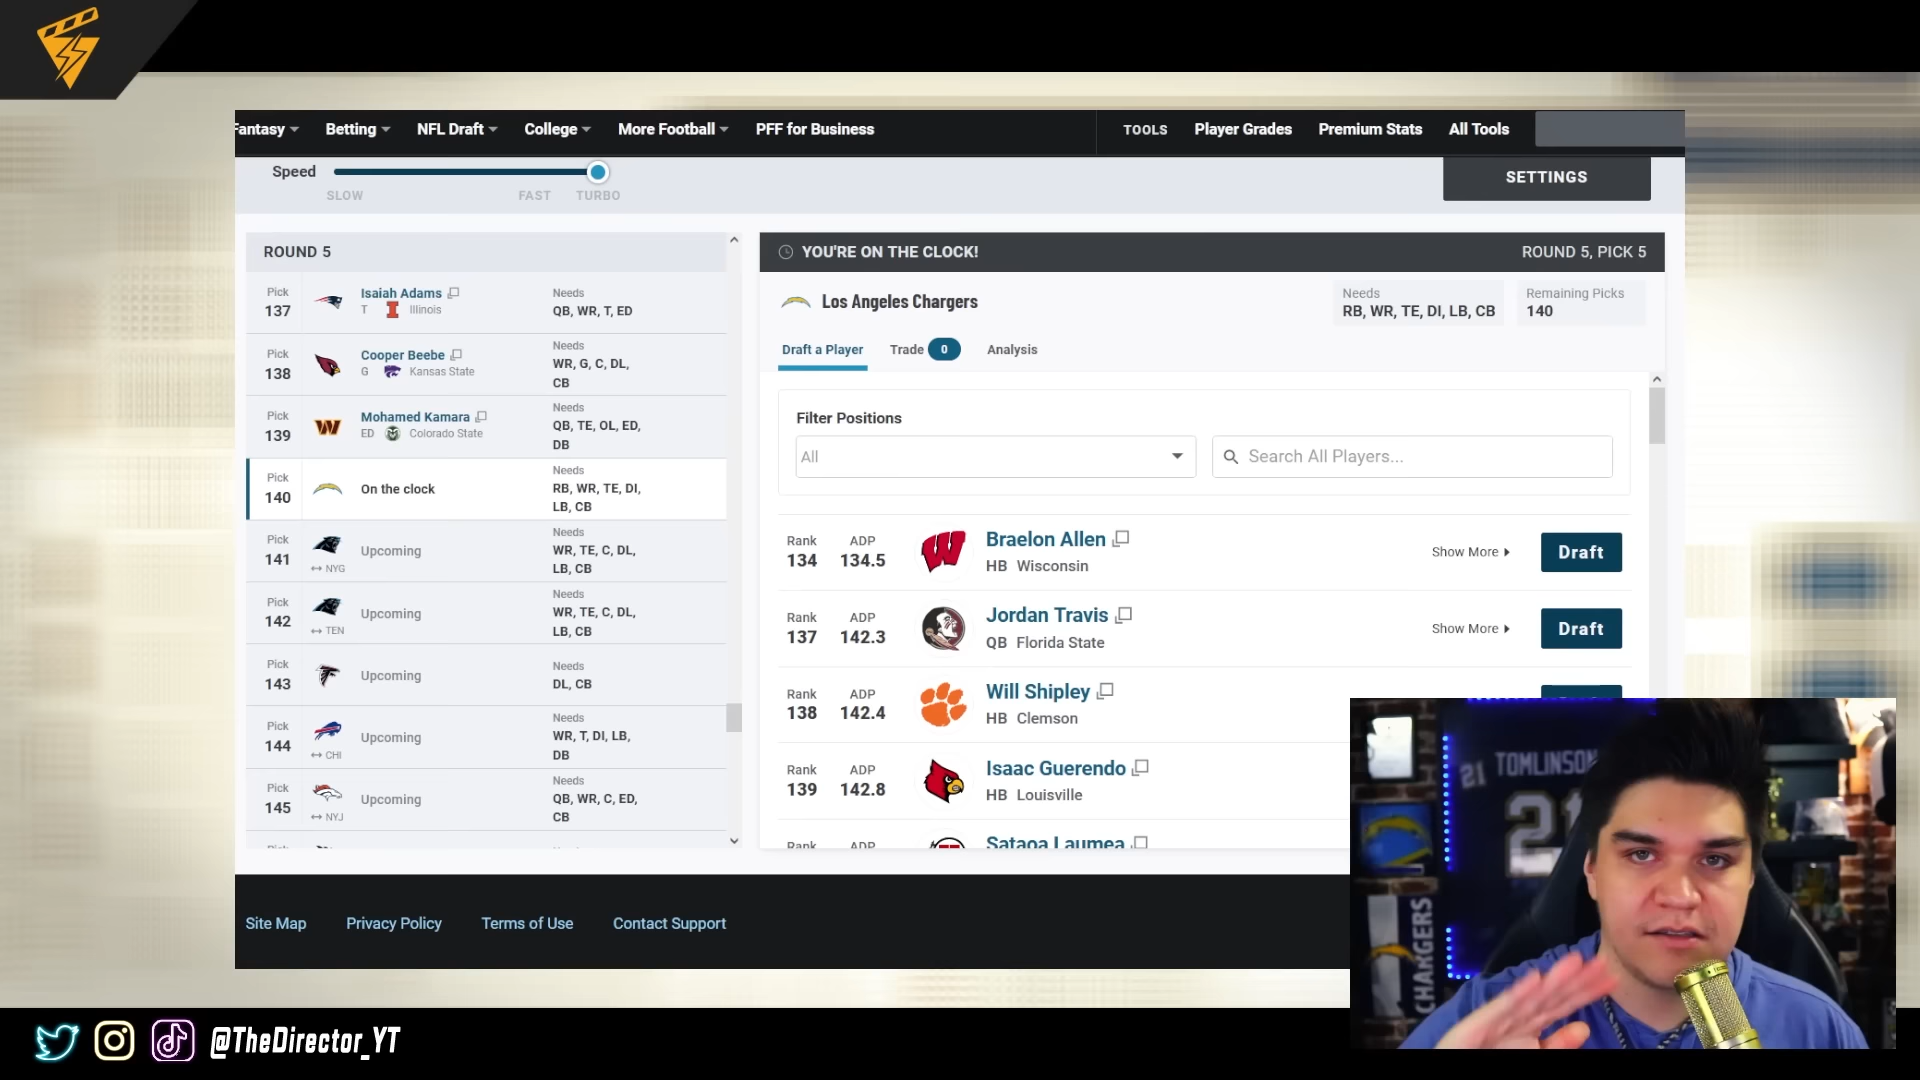 Fantasy
Betting
NFL Draft
College
More Football
PFF for Business
TOOLS
Player Grades
Premium Stats
All Tools
Speed
SLOW
FAST
TURBO
SETTINGS
ROUND 5
Pick
137
Isaiah Adams
T Illinois
Needs
QB, WR, T, ED
Pick
138
Cooper Beebe
G Kansas State
Needs
WR, G, C, DL,
CB
Pick
139
Mohamed Kamara
ED Colorado State
Needs
QB, TE, OL, ED,
DB
Pick
140
On the clock
Needs
RB, WR, TE, DI,
LB, CB
Pick
141
↔ NYG
Upcoming
Needs
WR, TE, C, DL,
LB, CB
Pick
142
↔ TEN
Upcoming
Needs
WR, TE, C, DL,
LB, CB
Pick
143
Upcoming
Needs
DL, CB
Pick
144
↔ CHI
Upcoming
Needs
WR, T, DI, LB,
DB
Pick
145
↔ NYJ
Upcoming
Needs
QB, WR, C, ED,
CB
YOU'RE ON THE CLOCK!
ROUND 5, PICK 5
Los Angeles Chargers
Needs
RB, WR, TE, DI, LB, CB
Remaining Picks
140
Draft a Player
Trade 0
Analysis
Filter Positions
All
Search All Players...
Rank
134
ADP
134.5
Braelon Allen
HB Wisconsin
Show More
Draft
Rank
137
ADP
142.3
Jordan Travis
QB Florida State
Show More
Draft
Rank
138
ADP
142.4
Will Shipley
HB Clemson
Rank
139
ADP
142.8
Isaac Guerendo
HB Louisville
Rank
ADP
Sataoa Laumea
Site Map
Privacy Policy
Terms of Use
Contact Support
21 TOMLINSON
21
CHARGERS
@TheDirector_YT